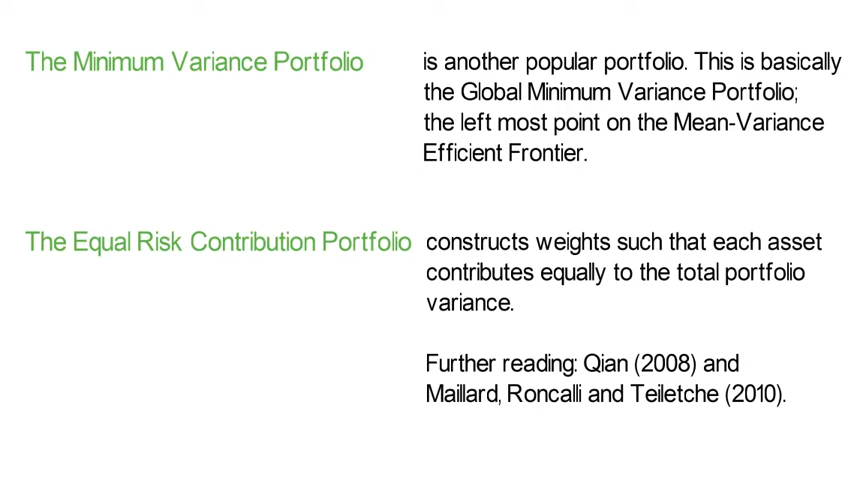 The Minimum Variance Portfolio
is another popular portfolio. This is basically
the Global Minimum Variance Portfolio;
the left most point on the Mean-Variance
Efficient Frontier.
The Equal Risk Contribution Portfolio
constructs weights such that each asset
contributes equally to the total portfolio
variance.
Further reading: Qian (2008) and
Maillard, Roncalli and Teiletche (2010).